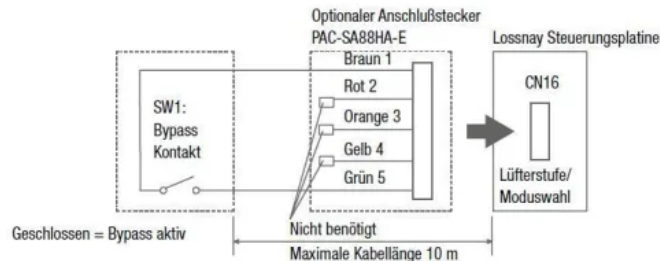 Optionaler Anschlußstecker
PAC-SA88HA-E
Lossnay Steuerungsplatine
Braun 1
Rot 2
Orange 3
Gelb 4
Grün 5
SW1:
Bypass
Kontakt
CN16
Lüfterstufe/
Moduswahl
Geschlossen = Bypass aktiv
Nicht benötigt
Maximale Kabellänge 10 m